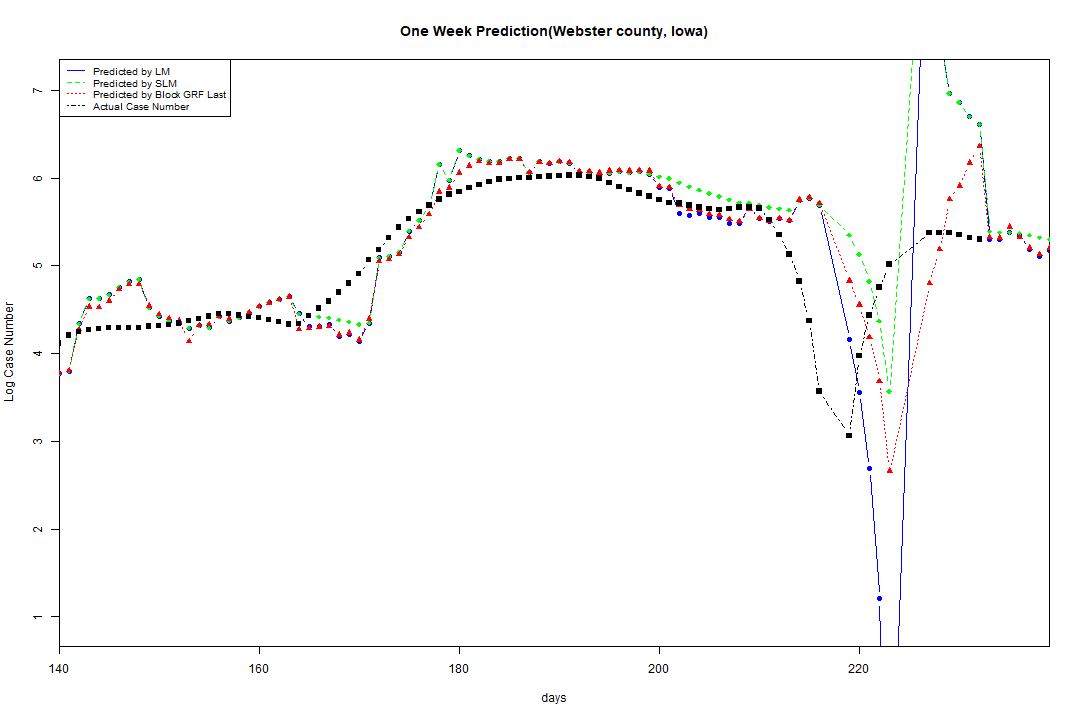 One Week Prediction(Webster county, Iowa)
Predicted by LM
Predicted by SLM
Predicted by Block GRF Last
Actual Case Number
7
6
5
4
3
2
1
Log Case Number
140 160 180 200 220
days